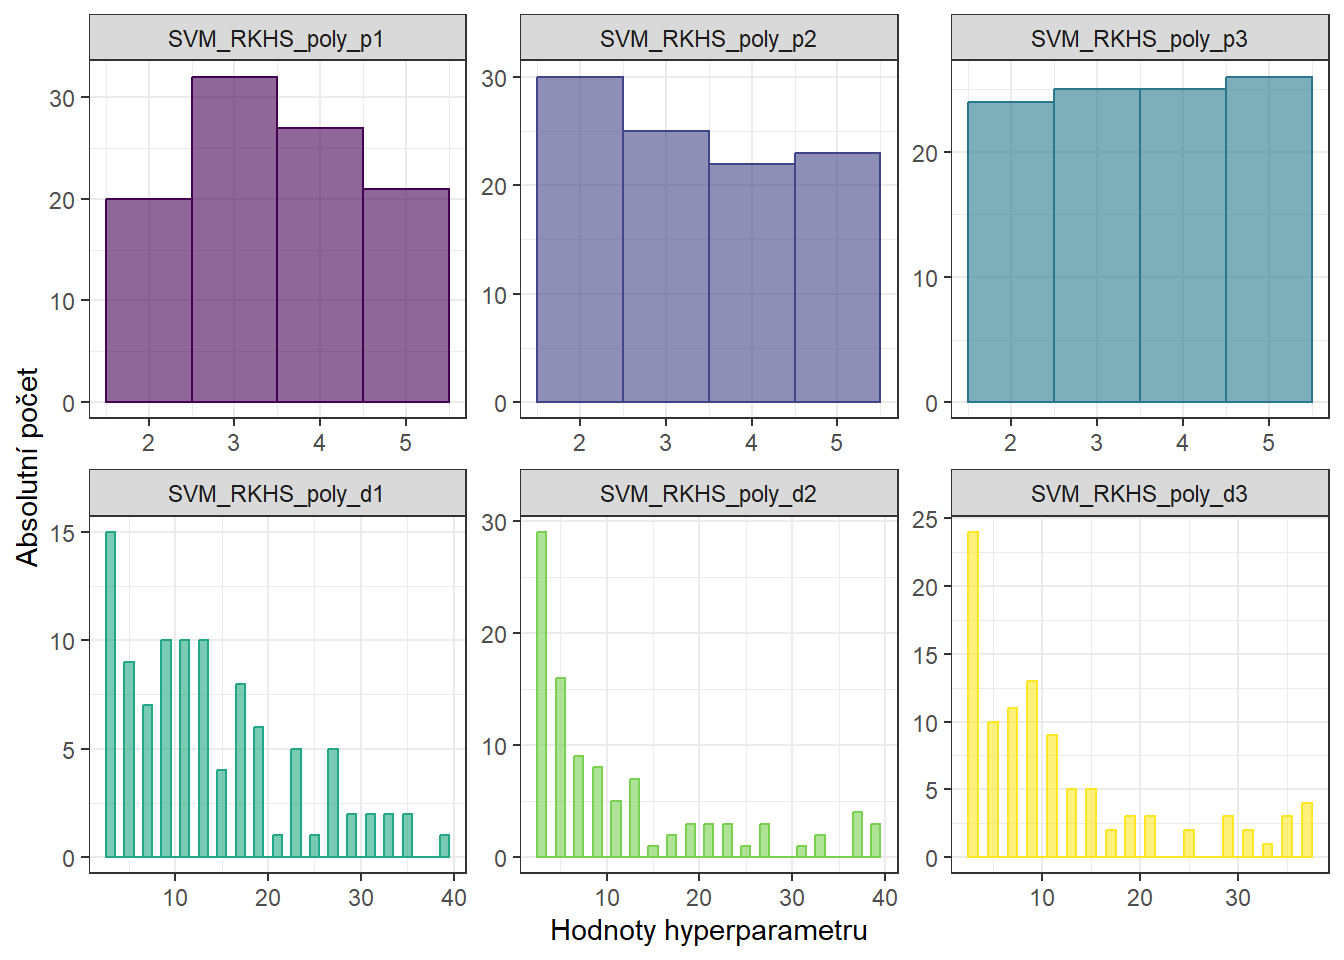 SVM_RKHS_poly_p1 SVM_RKHS_poly_p2 SVM_RKHS_poly_p3
30
20
10
0
30
20
10
0
20
10
0
2 3 4 5
2 3 4 5
2 3 4 5
Absolutní počet
SVM_RKHS_poly_d1 SVM_RKHS_poly_d2 SVM_RKHS_poly_d3
15
10
5
0
30
20
10
0
25
20
15
10
5
0
10 20 30 40
10 20 30 40
10 20 30
Hodnoty hyperparametru